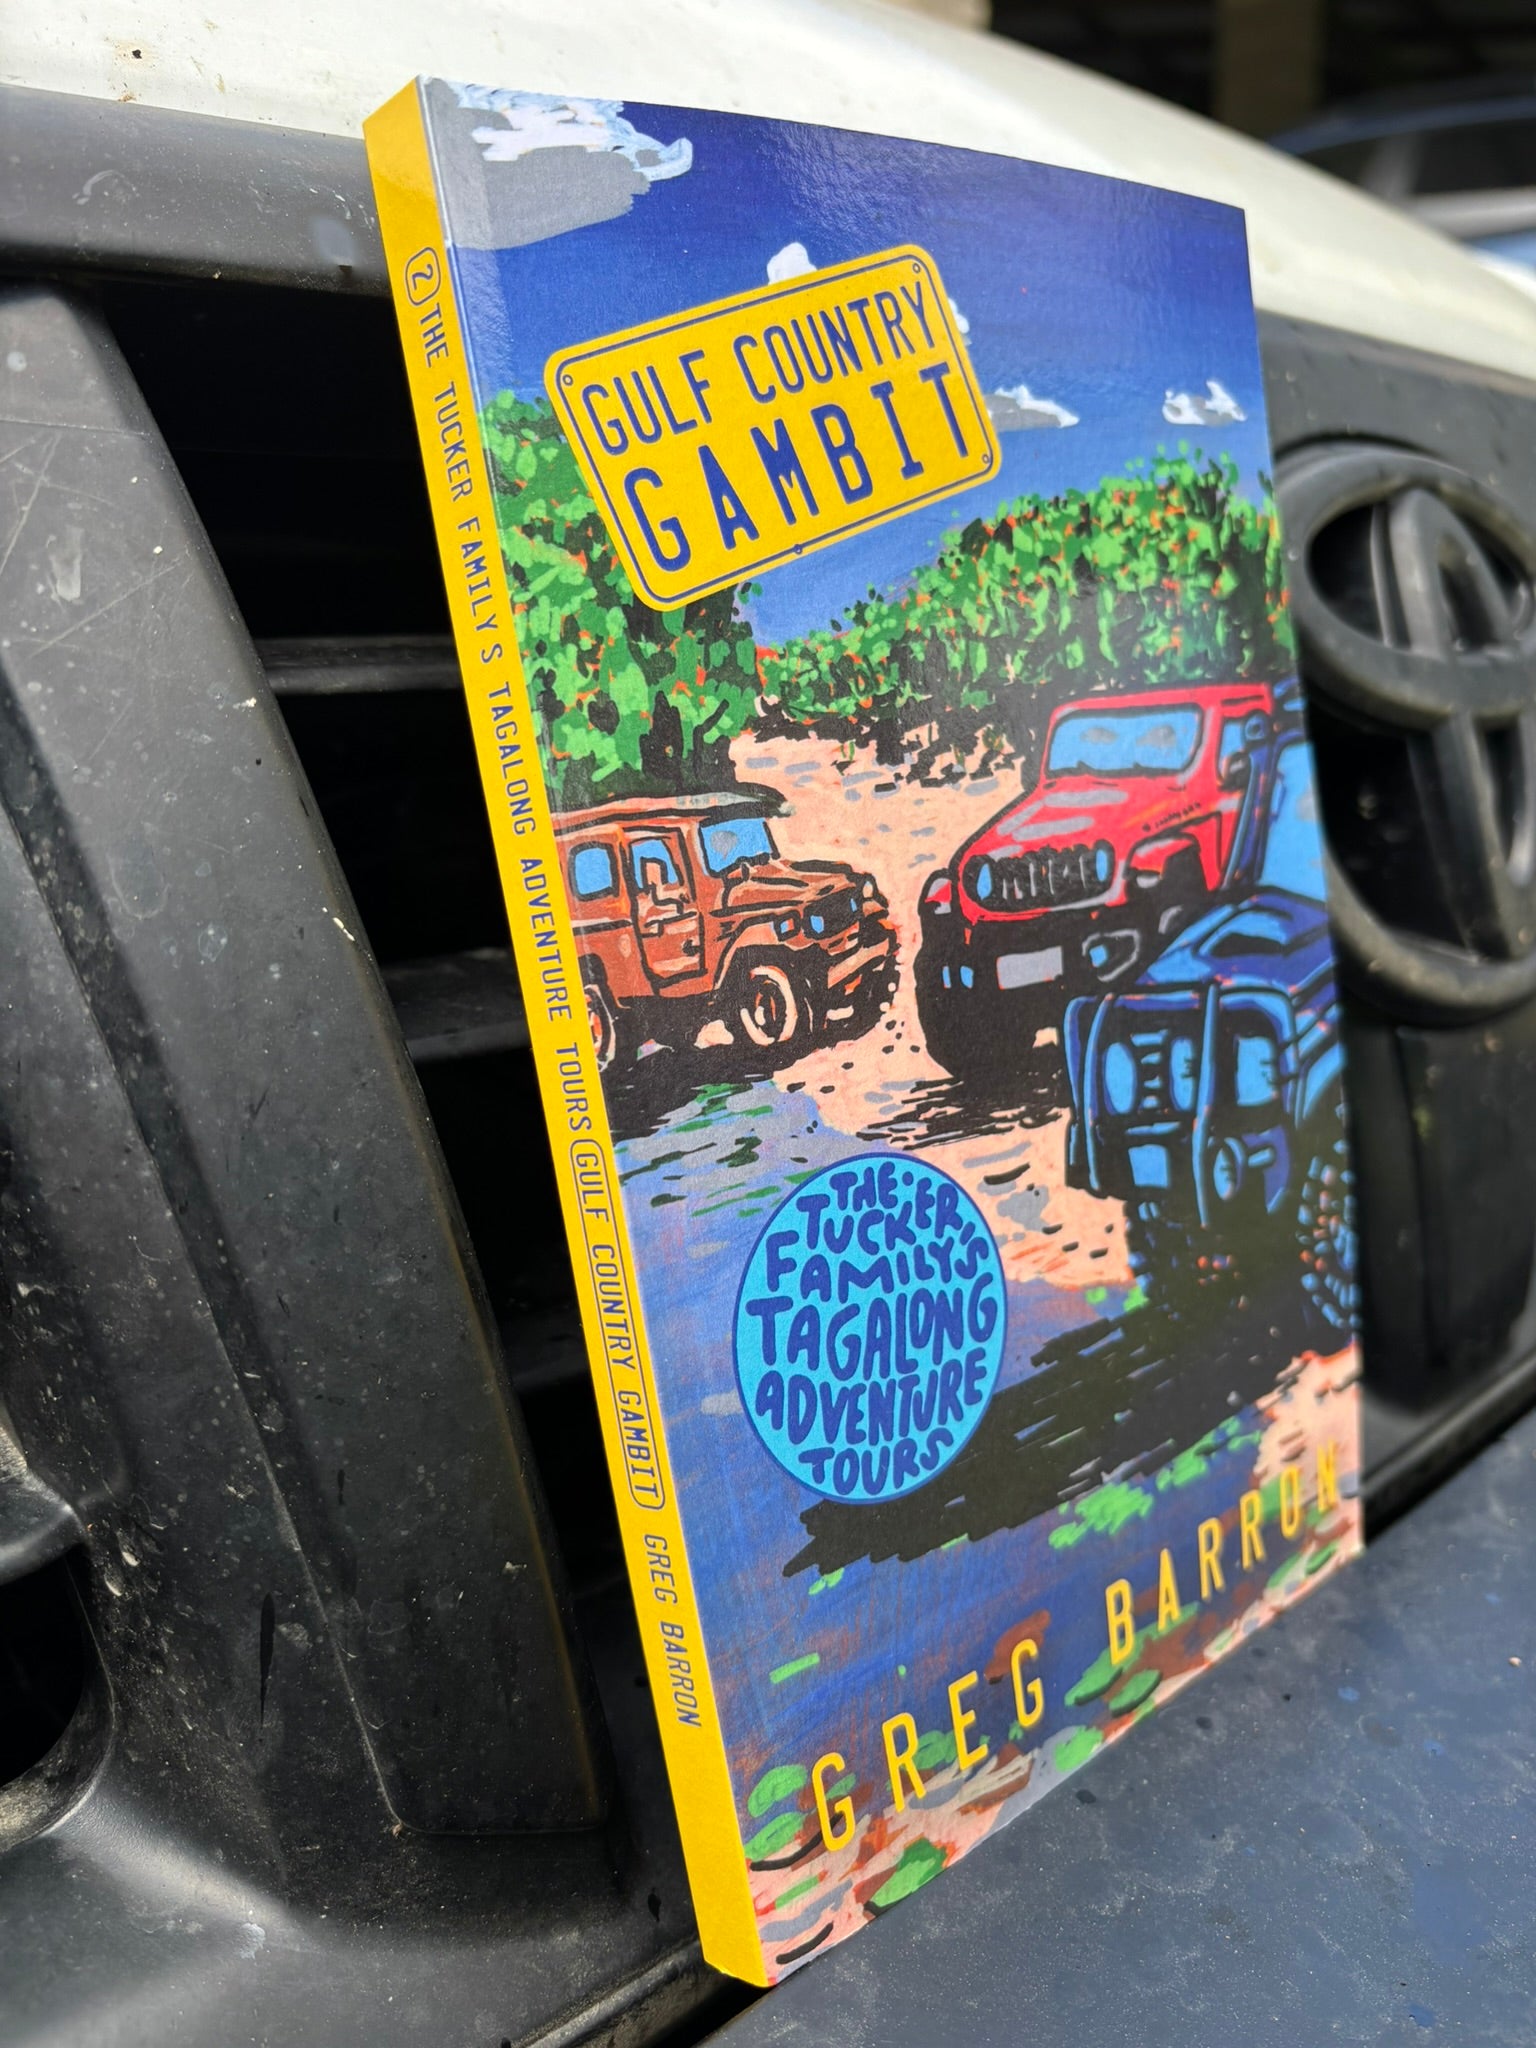 2 THE TUCKER FAMILY S TAGALONG ADVENTURE TOURS GULF COUNTRY GAMBIT GREG BARRON
GULF COUNTRY
GAMBIT
THE
TUCKER
FAMILY'S
TAGALONG
ADVENTURE
TOURS
GREG BARRON